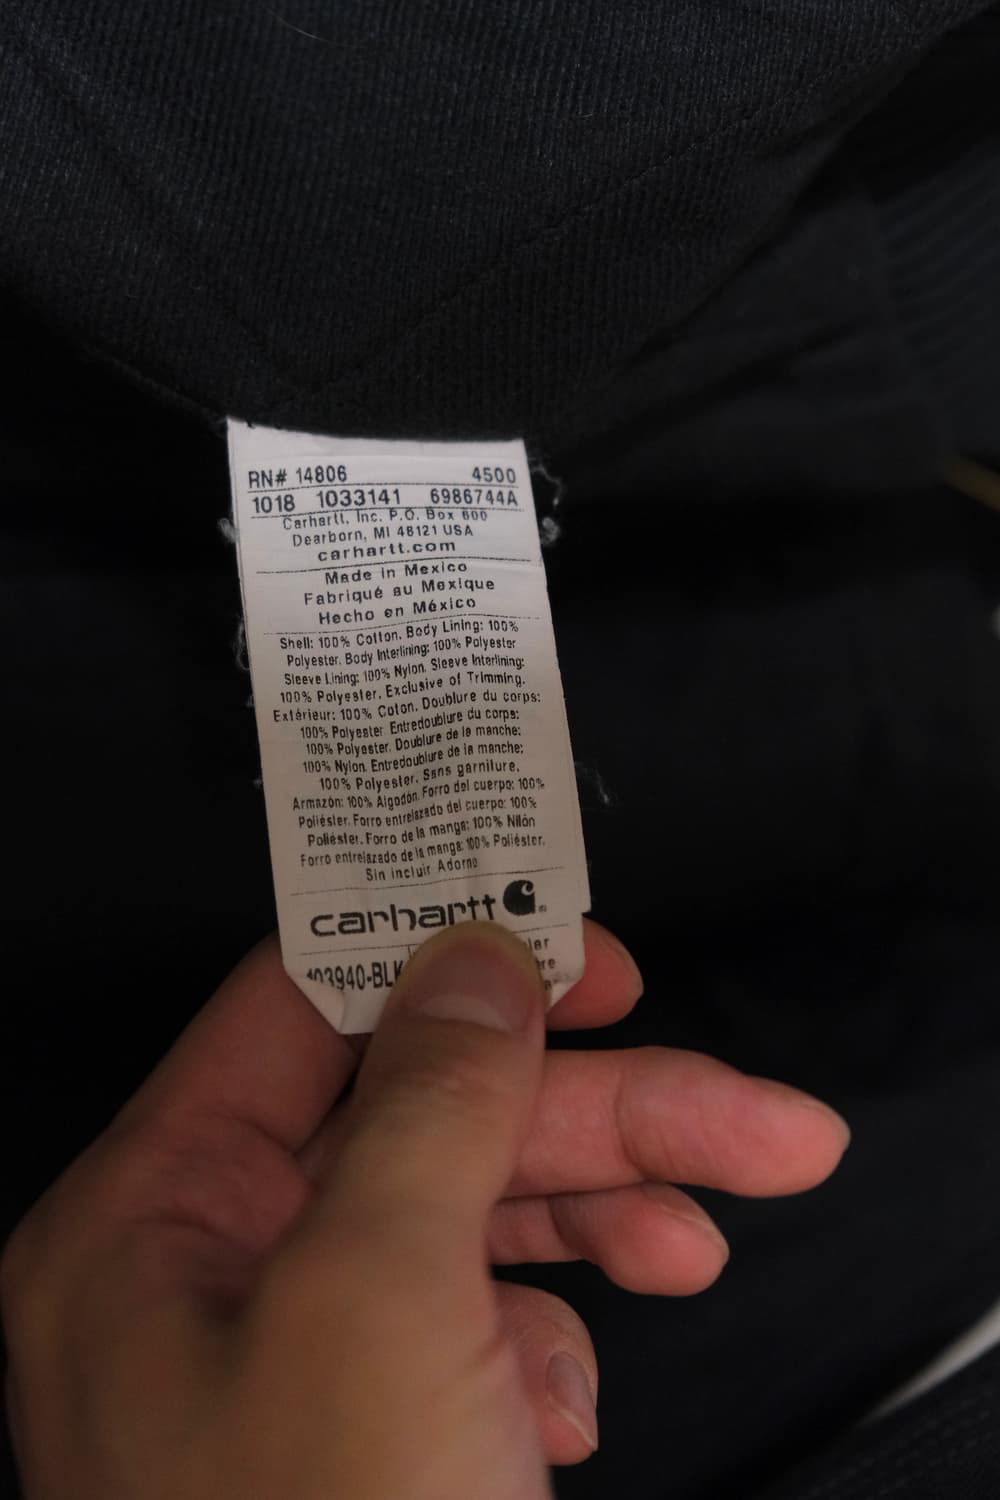 RN# 14806 4500
1018 1033141 6986744A
Carhartt, Inc. P.O. Box 600
Dearborn, MI 48121 USA
carhartt.com
Made in Mexico
Fabriqué au Mexique
Hecho en México
Shell: 100% Cotton. Body Lining: 100%
Polyester. Body Interlining: 100% Polyester
Sleeve Lining: 100% Nylon. Sleeve Interlining:
100% Polyester. Exclusive of Trimming.
Extérieur: 100% Coton. Doublure du corps:
100% Polyester. Entredoublure du corps:
100% Polyester. Doublure de la manche:
100% Nylon. Entredoublure de la manche:
100% Polyester. Sans garniture.
Armazón: 100% Algodón. Forro del cuerpo: 100%
Poliéster. Forro entrelazado del cuerpo: 100%
Poliéster. Forro de la manga: 100% Nilón
Forro entrelazado de la manga: 100% Poliéster.
Sin incluir Adorno
carhartt
103940-BLK